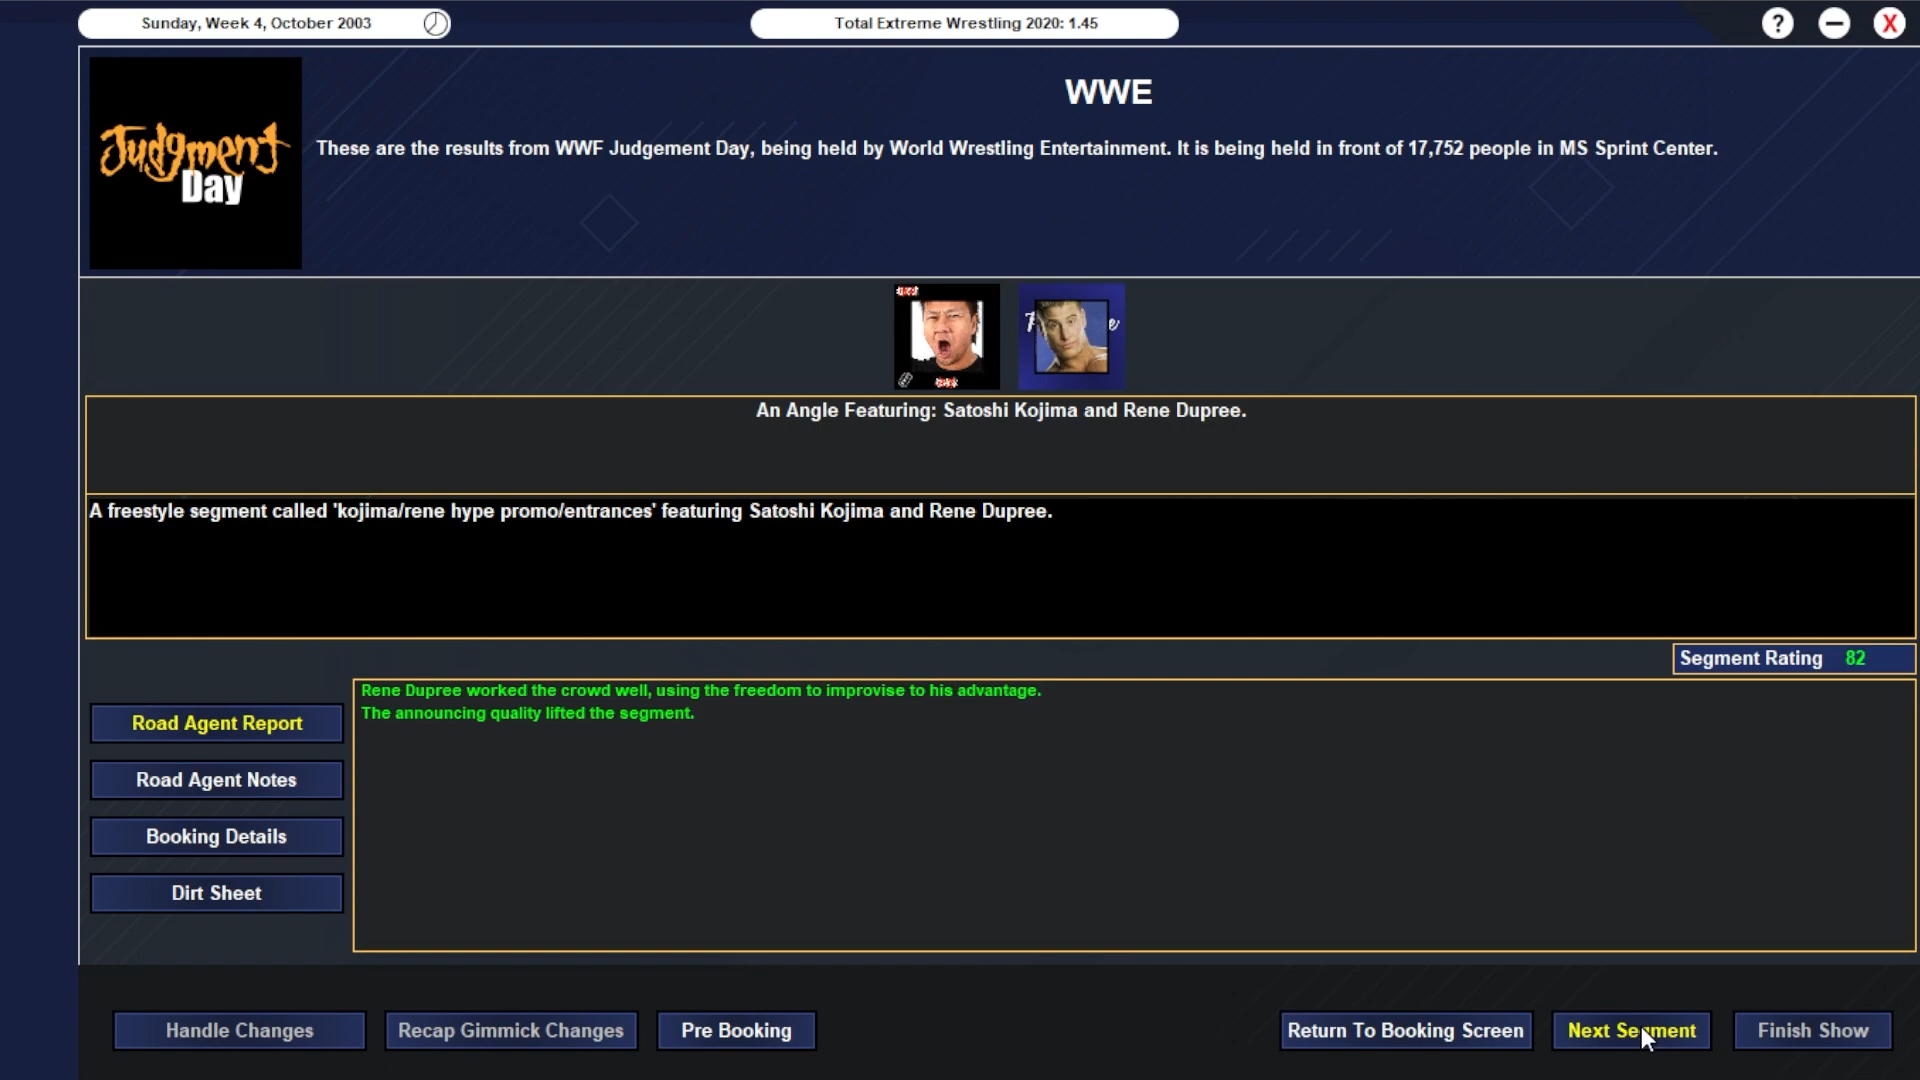 Sunday, Week 4, October 2003
Total Extreme Wrestling 2020: 1.45
?
X
Judgment
Day
WWE
These are the results from WWF Judgement Day, being held by World Wrestling Entertainment. It is being held in front of 17,752 people in MS Sprint Center.
An Angle Featuring: Satoshi Kojima and Rene Dupree.
A freestyle segment called 'kojima/rene hype promo/entrances' featuring Satoshi Kojima and Rene Dupree.
Segment Rating 82
Rene Dupree worked the crowd well, using the freedom to improvise to his advantage.
The announcing quality lifted the segment.
Road Agent Report
Road Agent Notes
Booking Details
Dirt Sheet
Handle Changes
Recap Gimmick Changes
Pre Booking
Return To Booking Screen
Next Segment
Finish Show